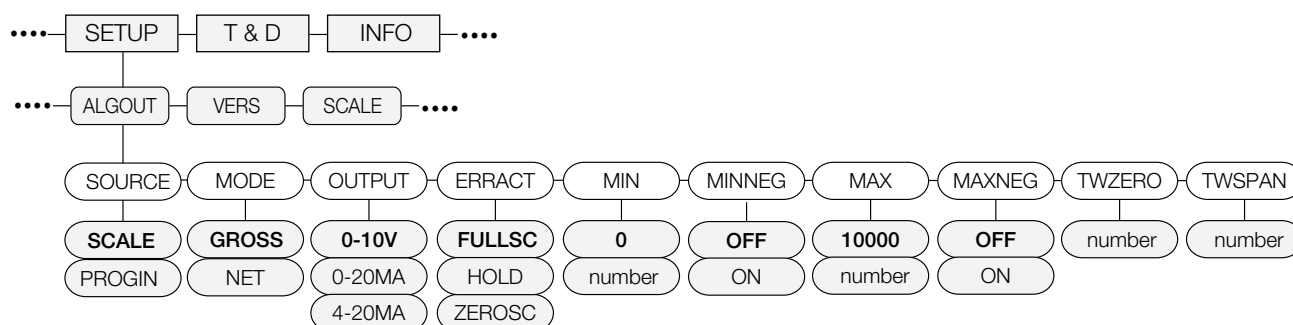 SETUP T & D INFO
ALGOUT VERS SCALE
SOURCE MODE OUTPUT ERRACT MIN MINNEG MAX MAXNEG TWZERO TWSPAN
SCALE GROSS 0-10V FULLSC 0 OFF 10000 OFF number number
PROGIN NET 0-20MA HOLD number ON number ON
4-20MA ZEROSC